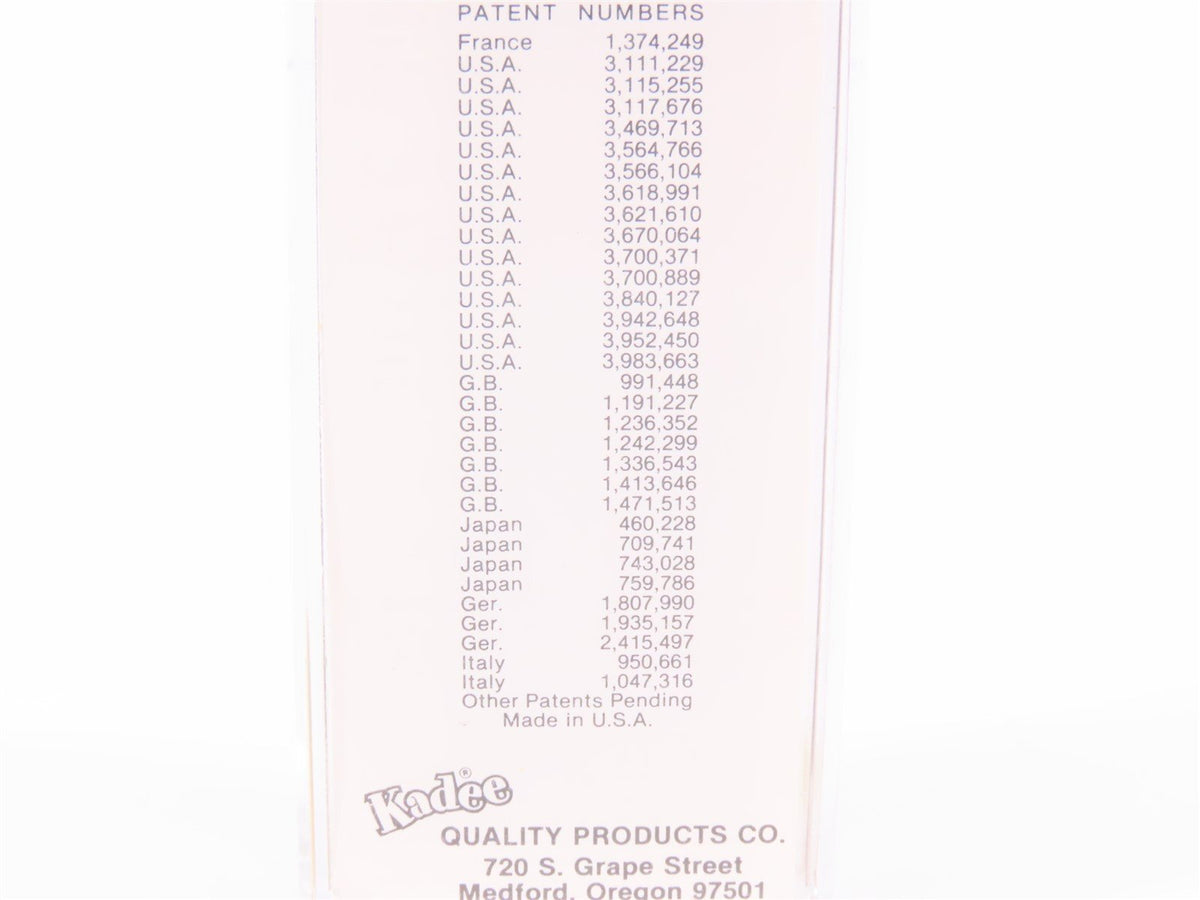 PATENT NUMBERS
France 1,374,249
U.S.A. 3,111,229
U.S.A. 3,115,255
U.S.A. 3,117,676
U.S.A. 3,469,713
U.S.A. 3,564,766
U.S.A. 3,566,104
U.S.A. 3,618,991
U.S.A. 3,621,610
U.S.A. 3,670,064
U.S.A. 3,700,371
U.S.A. 3,700,889
U.S.A. 3,840,127
U.S.A. 3,942,648
U.S.A. 3,952,450
U.S.A. 3,983,663
G.B. 991,448
G.B. 1,191,227
G.B. 1,236,352
G.B. 1,242,299
G.B. 1,336,543
G.B. 1,413,646
G.B. 1,471,513
Japan 460,228
Japan 709,741
Japan 743,028
Japan 759,786
Ger. 1,807,990
Ger. 1,935,157
Ger. 2,415,497
Italy 950,661
Italy 1,047,316
Other Patents Pending
Made in U.S.A.
Kadee®
QUALITY PRODUCTS CO.
720 S. Grape Street
Medford, Oregon 97501